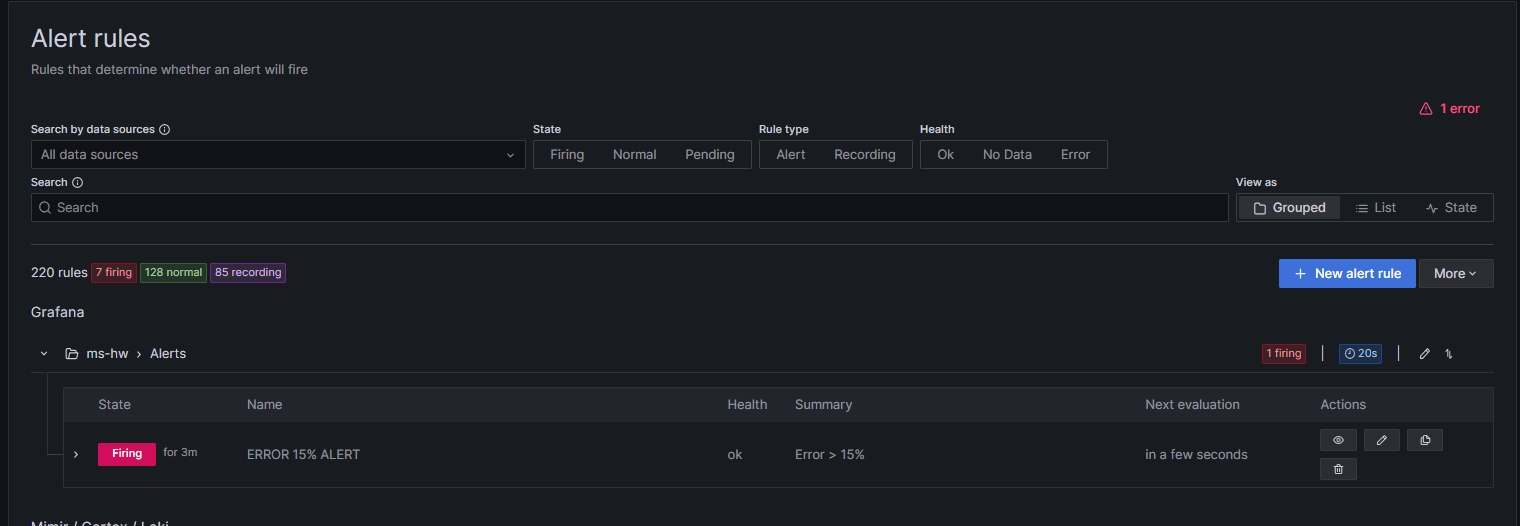 Alert rules
Rules that determine whether an alert will fire
1 error
Search by data sources
State
Rule type
Health
All data sources
Firing Normal Pending
Alert Recording
Ok No Data Error
Search
View as
Search
Grouped List State
220 rules 7 firing 128 normal 85 recording
+ New alert rule
More
Grafana
ms-hw > Alerts
1 firing | 20s |
State Name Health Summary Next evaluation Actions
Firing for 3m ERROR 15% ALERT ok Error > 15% in a few seconds
Mimir / Cortex / Loki